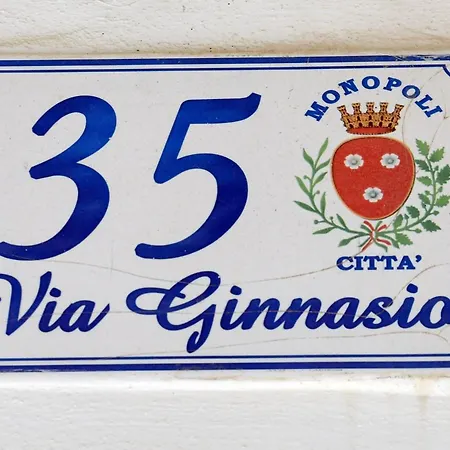 35
MONOPOLI
CITTA'
Via Ginnasio